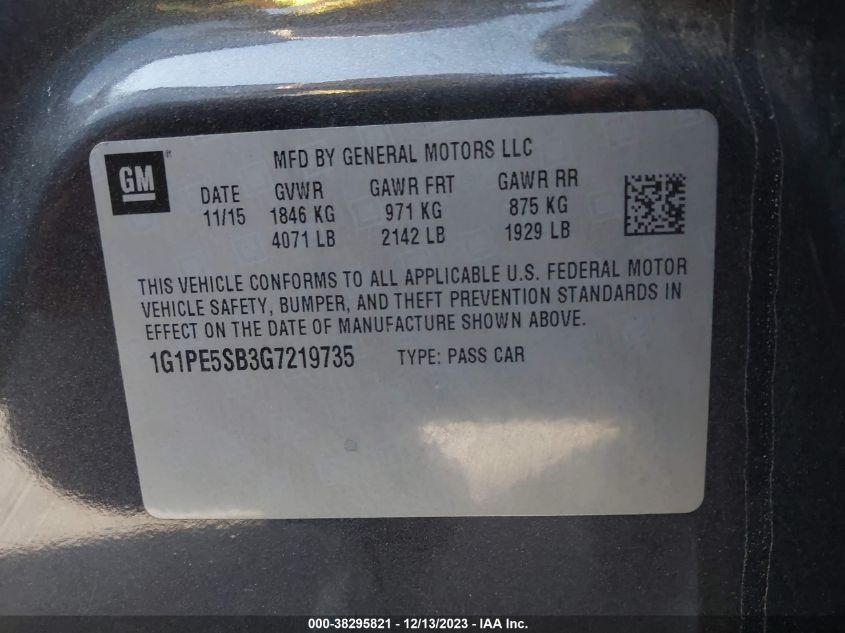 GM
MFD BY GENERAL MOTORS LLC
DATE GVWR GAWR FRT GAWR RR
11/15 1846 KG 971 KG 875 KG
4071 LB 2142 LB 1929 LB
THIS VEHICLE CONFORMS TO ALL APPLICABLE U.S. FEDERAL MOTOR
VEHICLE SAFETY, BUMPER, AND THEFT PREVENTION STANDARDS IN
EFFECT ON THE DATE OF MANUFACTURE SHOWN ABOVE.
1G1PE5SB3G7219735 TYPE: PASS CAR
000-38295821 - 12/13/2023 - IAA Inc.